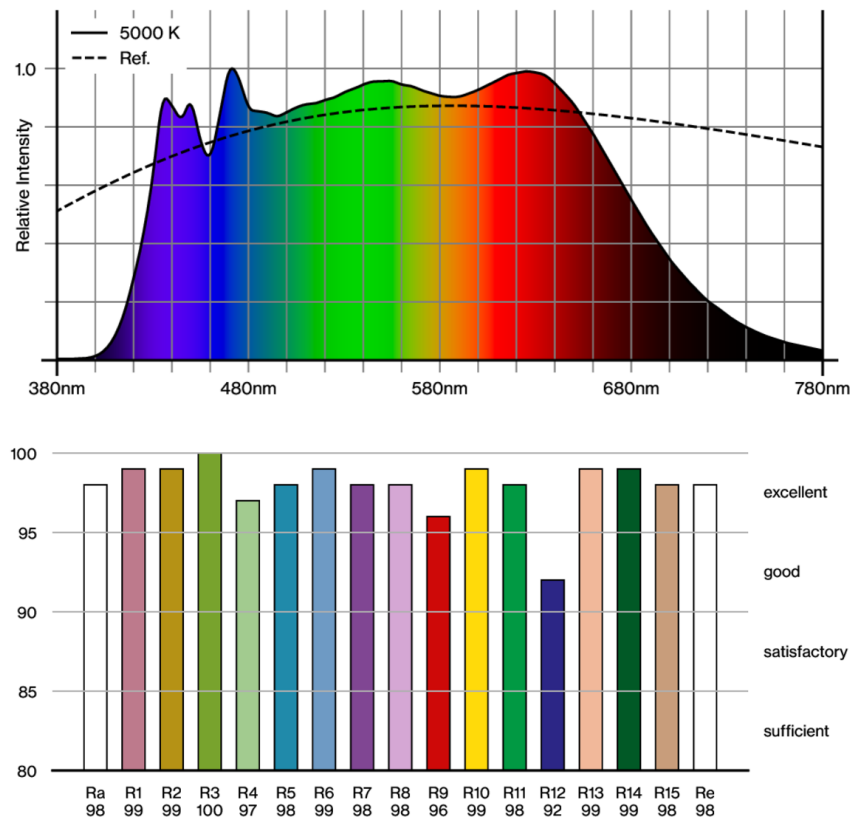 5000 K
Ref.
1.0
Relative Intensity
380nm 480nm 580nm 680nm 780nm
100
excellent
95
good
90
satisfactory
85
sufficient
80
Ra R1 R2 R3 R4 R5 R6 R7 R8 R9 R10 R11 R12 R13 R14 R15 Re
98 99 99 100 97 98 99 98 98 96 99 98 92 99 99 98 98